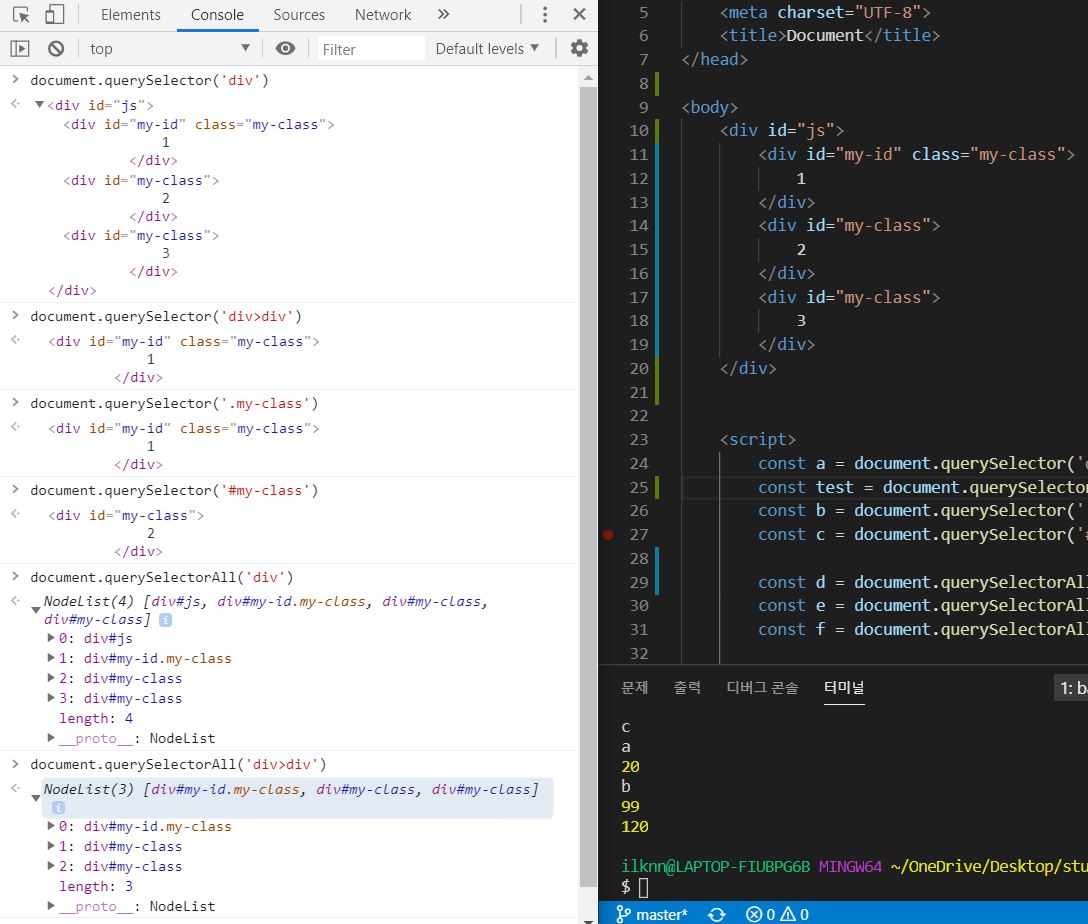 Elements Console Sources Network »
top Filter Default levels
> document.querySelector('div')
<div id="js">
<div id="my-id" class="my-class">
1
</div>
<div id="my-class">
2
</div>
<div id="my-class">
3
</div>
</div>
> document.querySelector('div>div')
<div id="my-id" class="my-class">
1
</div>
> document.querySelector('.my-class')
<div id="my-id" class="my-class">
1
</div>
> document.querySelector('#my-class')
<div id="my-class">
2
</div>
> document.querySelectorAll('div')
NodeList(4) [div#js, div#my-id.my-class, div#my-class,
div#my-class] i
0: div#js
1: div#my-id.my-class
2: div#my-class
3: div#my-class
length: 4
__proto__: NodeList
> document.querySelectorAll('div>div')
NodeList(3) [div#my-id.my-class, div#my-class, div#my-class]
i
0: div#my-id.my-class
1: div#my-class
2: div#my-class
length: 3
__proto__: NodeList
5 <meta charset="UTF-8">
6 <title>Document</title>
7 </head>
8
9 <body>
10 <div id="js">
11 <div id="my-id" class="my-class">
12 1
13 </div>
14 <div id="my-class">
15 2
16 </div>
17 <div id="my-class">
18 3
19 </div>
20 </div>
21
22
23 <script>
24 const a = document.querySelector('
25 const test = document.querySelector
26 const b = document.querySelector('
27 const c = document.querySelector('#
28
29 const d = document.querySelectorAll
30 const e = document.querySelectorAll
31 const f = document.querySelectorAll
32
문제 출력 디버그 콘솔 터미널 1: ba
c
a
20
b
99
120
ilknn@LAPTOP-FIUBPG6B MINGW64 ~/OneDrive/Desktop/stu
$
master* 0 0